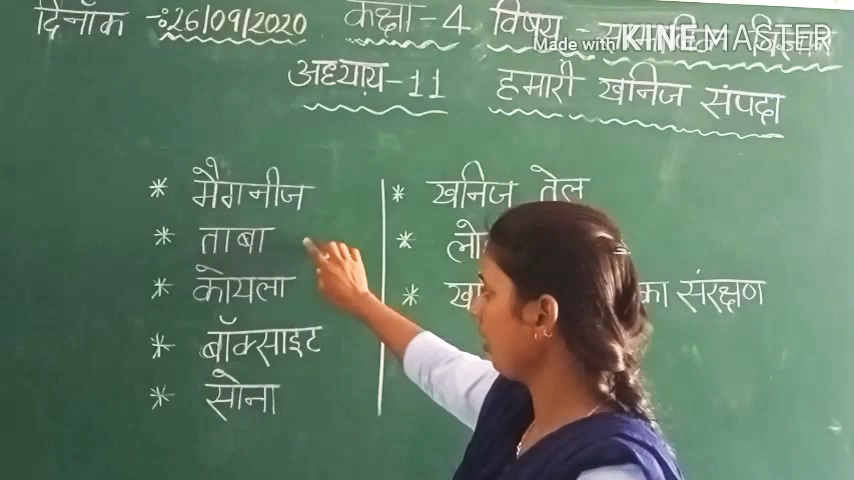 दिनाँक -: 26/09/2020 कक्षा - 4 विषय -
Made with KINEMASTER
अध्याय - 11 हमारी खनिज संपदा
* मैगनीज
* ताबा
* कोयला
* बॉक्साइट
* सोना
* खनिज तेल
*
* का संरक्षण